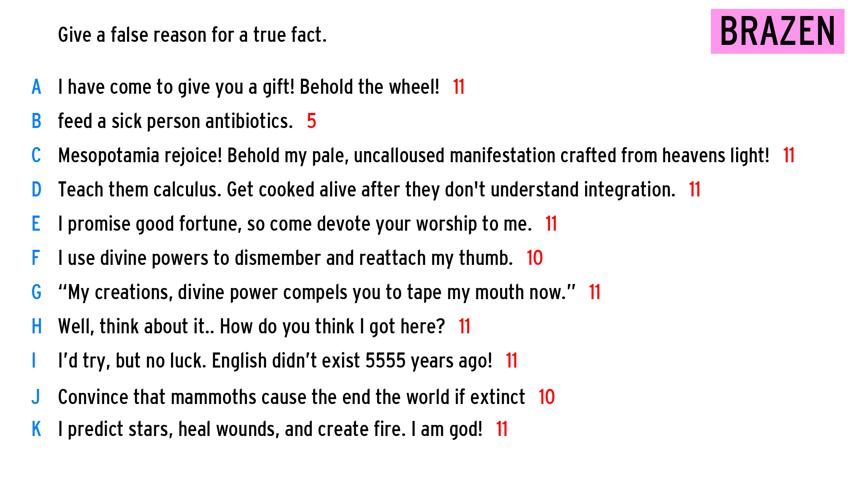 Give a false reason for a true fact.
BRAZEN
A I have come to give you a gift! Behold the wheel! 11
B feed a sick person antibiotics. 5
C Mesopotamia rejoice! Behold my pale, uncalloused manifestation crafted from heavens light! 11
D Teach them calculus. Get cooked alive after they don't understand integration. 11
E I promise good fortune, so come devote your worship to me. 11
F I use divine powers to dismember and reattach my thumb. 10
G “My creations, divine power compels you to tape my mouth now.” 11
H Well, think about it.. How do you think I got here? 11
I I’d try, but no luck. English didn’t exist 5555 years ago! 11
J Convince that mammoths cause the end the world if extinct 10
K I predict stars, heal wounds, and create fire. I am god! 11